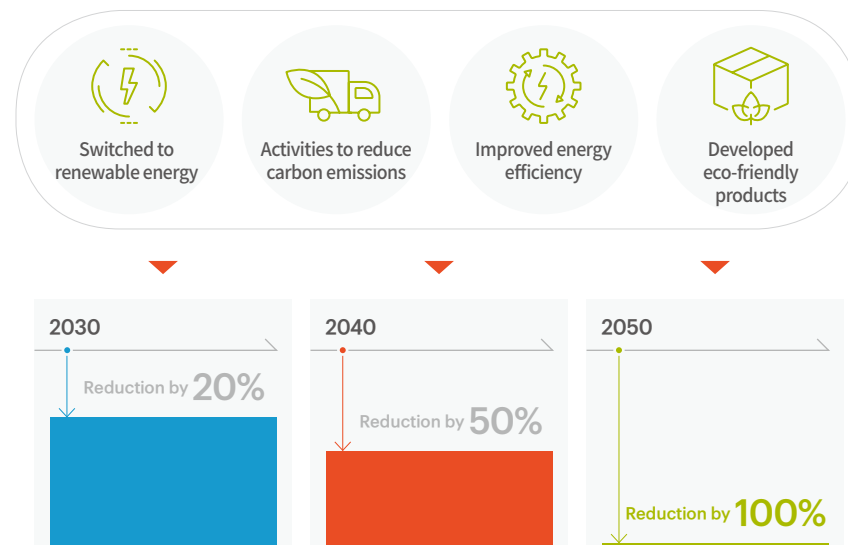 Switched to
renewable energy
Activities to reduce
carbon emissions
Improved energy
efficiency
Developed
eco-friendly
products
2030
Reduction by 20%
2040
Reduction by 50%
2050
Reduction by 100%